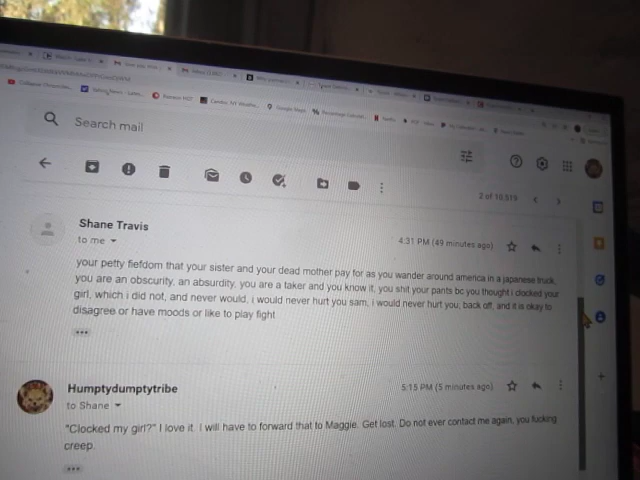 Search mail
2 of 10,519
Shane Travis
4:31 PM (49 minutes ago)
to me
your petty fiefdom that your sister and your dead mother pay for as you wander around america in a japanese truck,
you are an obscurity, an absurdity, you are a taker and you know it, you shit your pants bc you thought i clocked your
girl, which i did not, and never would, i would never hurt you sam, i would never hurt you, back off, and it is okay to
disagree or have moods or like to play fight
Humptydumptytribe
5:15 PM (5 minutes ago)
to Shane
"Clocked my girl?" I love it. I will have to forward that to Maggie. Get lost. Do not ever contact me again, you fucking
creep.